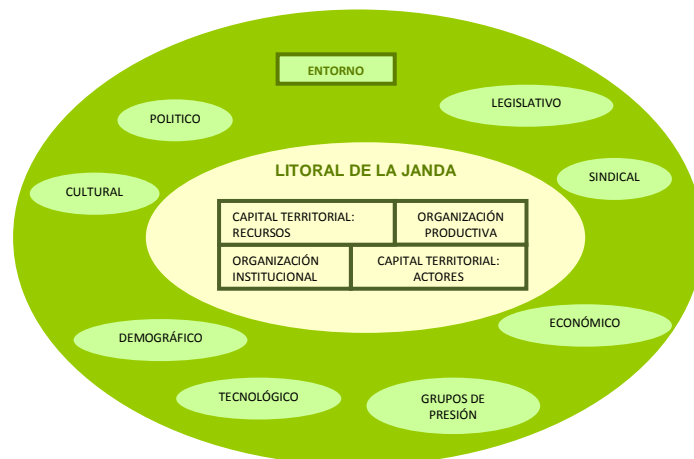 ENTORNO
LEGISLATIVO
POLITICO
LITORAL DE LA JANDA
SINDICAL
CULTURAL
CAPITAL TERRITORIAL:
RECURSOS
ORGANIZACIÓN
PRODUCTIVA
ORGANIZACIÓN
INSTITUCIONAL
CAPITAL TERRITORIAL:
ACTORES
ECONÓMICO
DEMOGRÁFICO
TECNOLÓGICO
GRUPOS DE
PRESIÓN